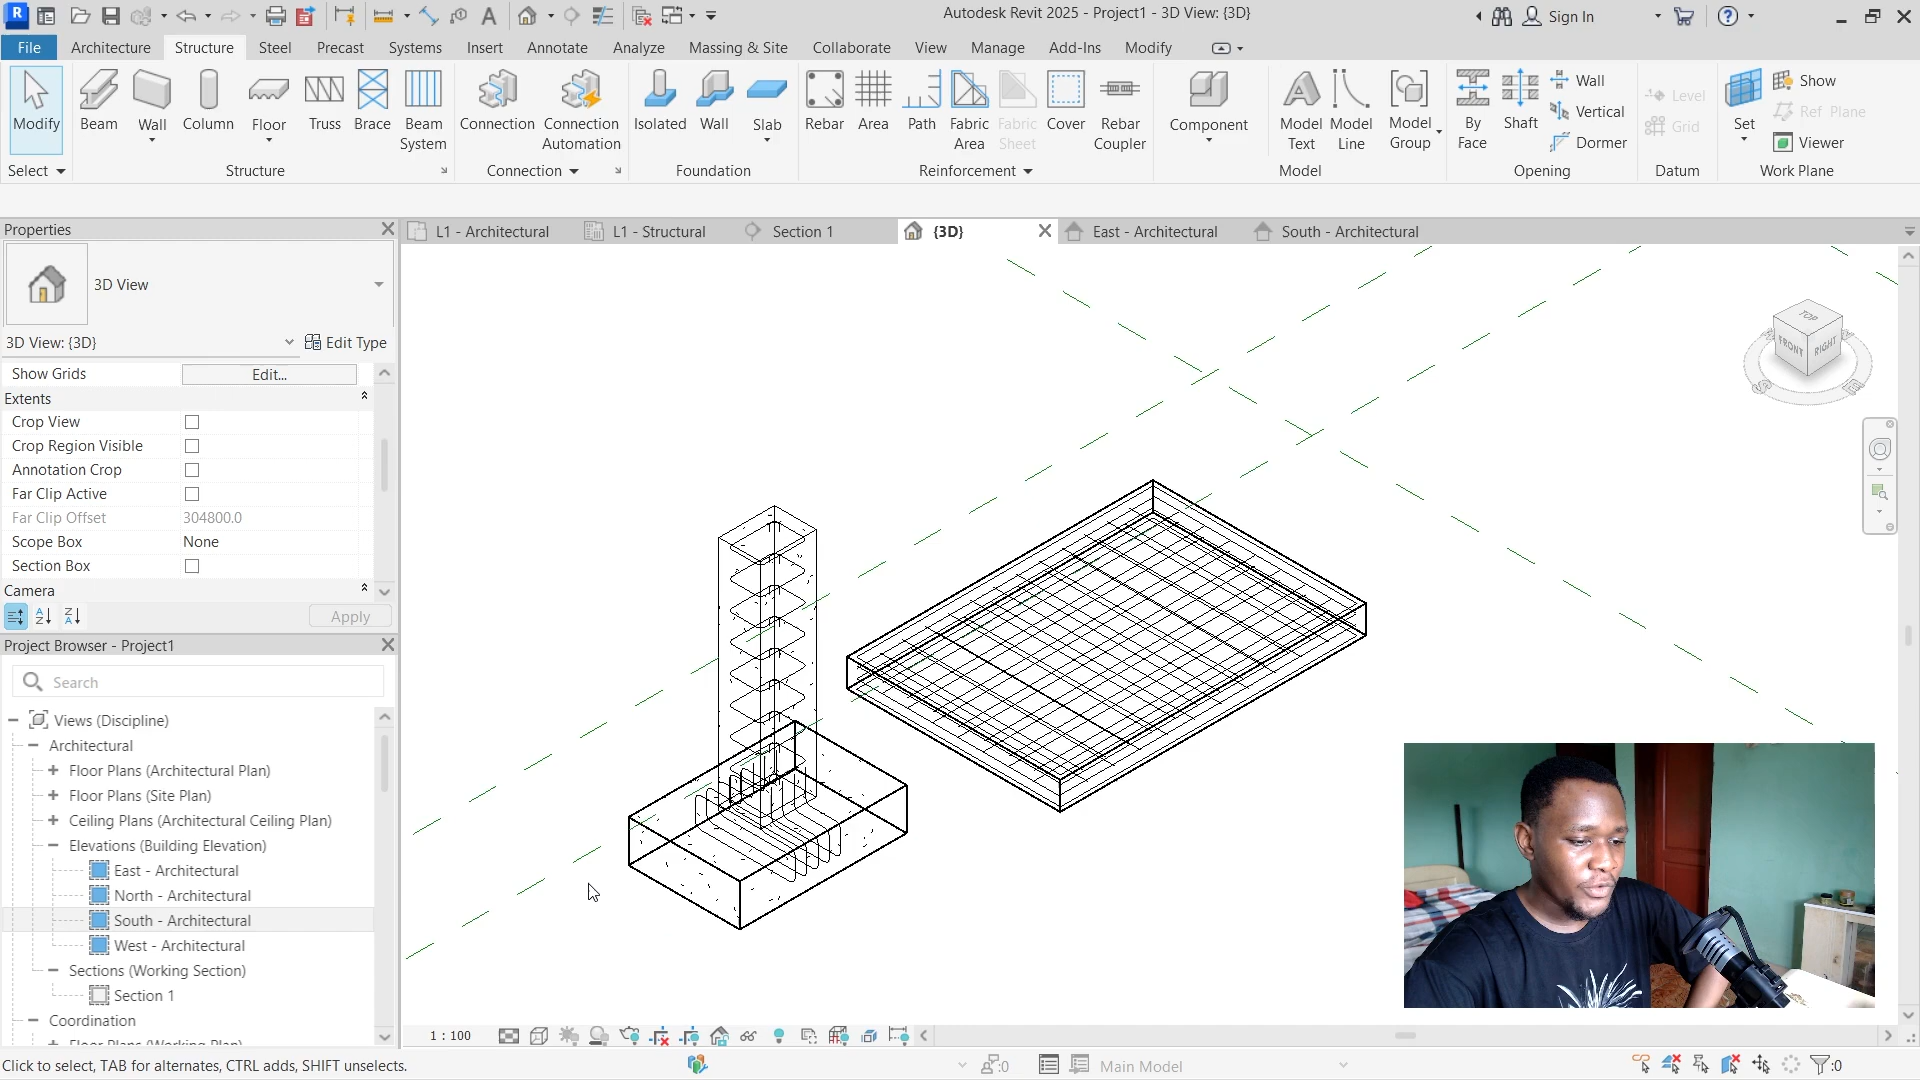 Autodesk Revit 2025 - Project1 - 3D View: {3D}
Sign In
File Architecture Structure Steel Precast Systems Insert Annotate Analyze Massing & Site Collaborate View Manage Add-Ins Modify
Modify Beam Wall Column Floor Truss Brace Beam System Connection Connection Automation Isolated Wall Slab Rebar Area Path Fabric Area Fabric Sheet Cover Rebar Coupler Component Model Text Model Line Model Group By Face Shaft Wall Vertical Dormer Level Grid Set Show Ref Plane Viewer
Select Structure Connection Foundation Reinforcement Model Opening Datum Work Plane
Properties
L1 - Architectural L1 - Structural Section 1 {3D} East - Architectural South - Architectural
3D View
3D View: {3D} Edit Type
Show Grids Edit...
Extents
Crop View
Crop Region Visible
Annotation Crop
Far Clip Active
Far Clip Offset 304800.0
Scope Box None
Section Box
Camera
Apply
Project Browser - Project1
Search
Views (Discipline)
Architectural
Floor Plans (Architectural Plan)
Floor Plans (Site Plan)
Ceiling Plans (Architectural Ceiling Plan)
Elevations (Building Elevation)
East - Architectural
North - Architectural
South - Architectural
West - Architectural
Sections (Working Section)
Section 1
Coordination
Floor Plans (Working Plan)
TOP
FRONT RIGHT
S E
1 : 100
Click to select, TAB for alternates, CTRL adds, SHIFT unselects.
:0
Main Model
:0